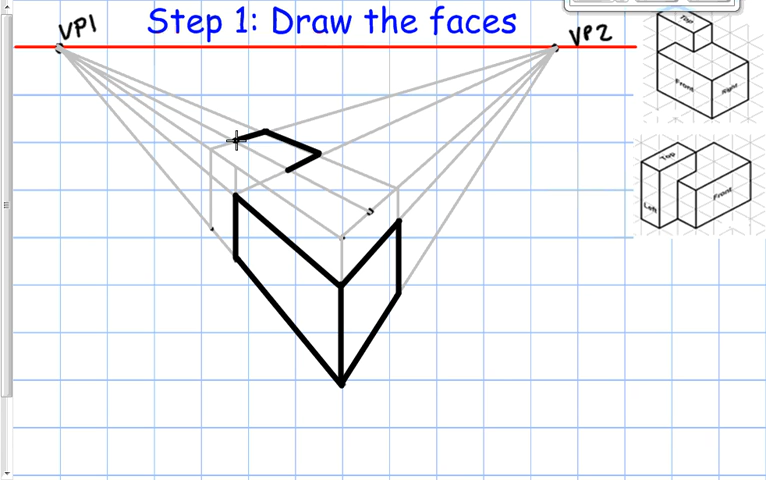 Step 1: Draw the faces
VP1
VP2
Top
Front
Right
Top
Left
Front